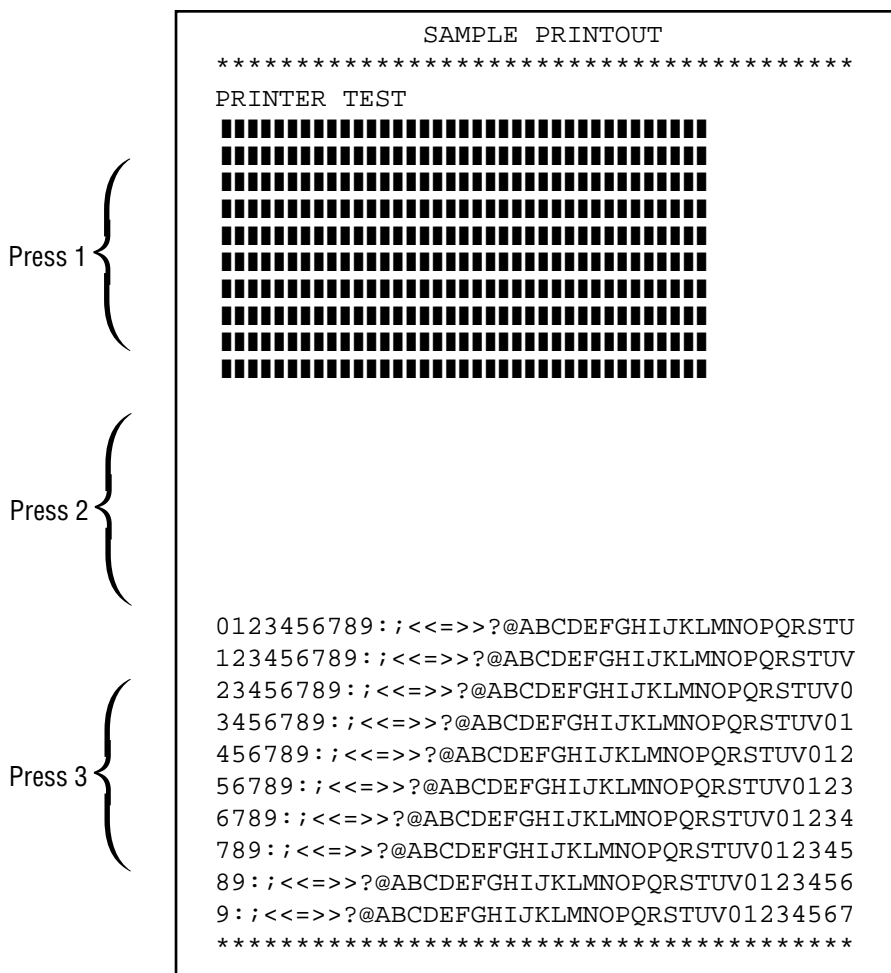 SAMPLE PRINTOUT
****************************************
PRINTER TEST
Press 1
Press 2
0123456789:;<<=>>?@ABCDEFGHIJKLMNOPQRSTU
123456789:;<<=>>?@ABCDEFGHIJKLMNOPQRSTUV
23456789:;<<=>>?@ABCDEFGHIJKLMNOPQRSTUV0
3456789:;<<=>>?@ABCDEFGHIJKLMNOPQRSTUV01
456789:;<<=>>?@ABCDEFGHIJKLMNOPQRSTUV012
Press 3
56789:;<<=>>?@ABCDEFGHIJKLMNOPQRSTUV0123
6789:;<<=>>?@ABCDEFGHIJKLMNOPQRSTUV01234
789:;<<=>>?@ABCDEFGHIJKLMNOPQRSTUV012345
89:;<<=>>?@ABCDEFGHIJKLMNOPQRSTUV0123456
9:;<<=>>?@ABCDEFGHIJKLMNOPQRSTUV01234567
****************************************